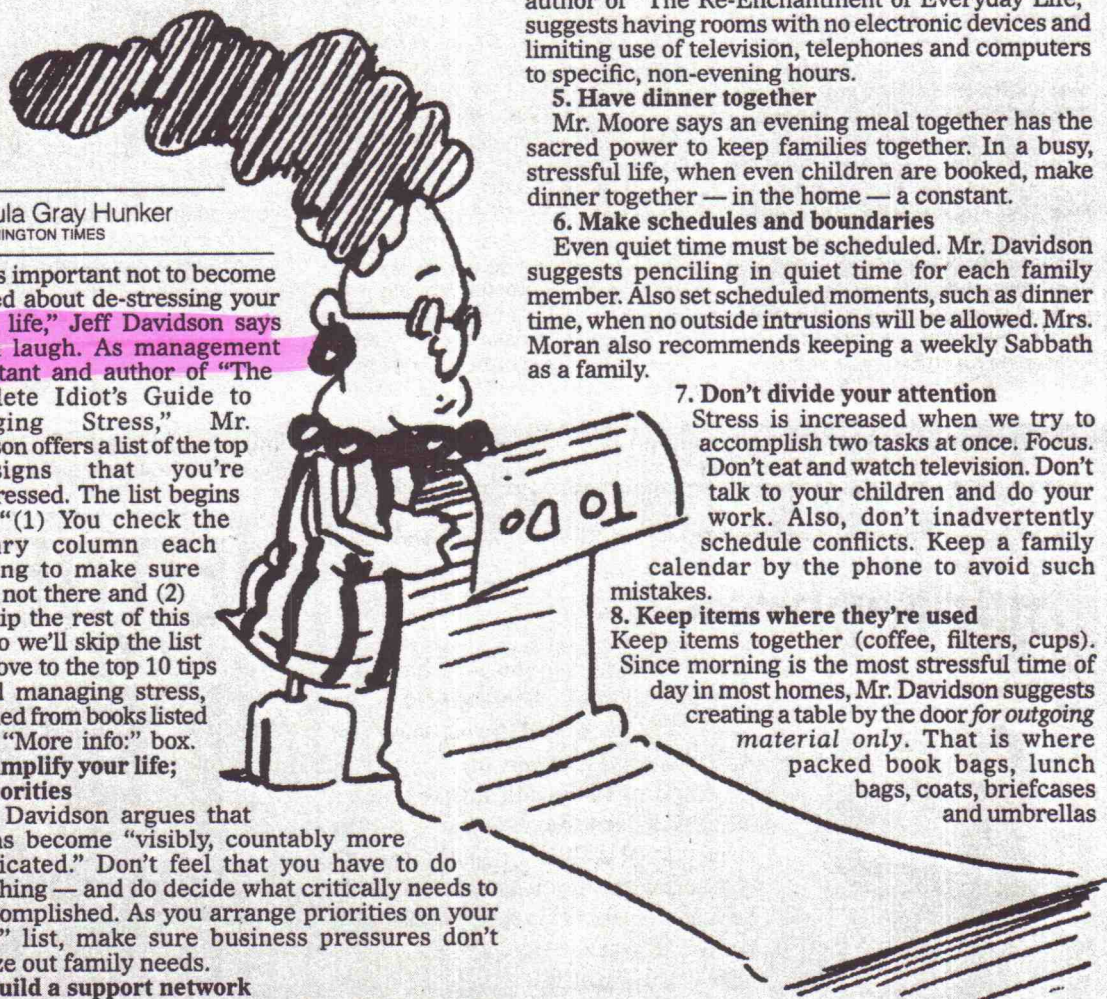 ula Gray Hunker
INGTON TIMES
s important not to become
ed about de-stressing your
life,” Jeff Davidson says
laugh. As management
tant and author of “The
lete Idiot’s Guide to
ging Stress,” Mr.
son offers a list of the top
signs that you’re
ressed. The list begins
“(1) You check the
ary column each
ng to make sure
not there and (2)
ip the rest of this
o we’ll skip the list
ove to the top 10 tips
l managing stress,
ed from books listed
“More info:” box.
mplify your life;
orities
Davidson argues that
as become “visibly, countably more
icated.” Don’t feel that you have to do
thing — and do decide what critically needs to
complished. As you arrange priorities on your
” list, make sure business pressures don’t
ze out family needs.
uild a support network
TO DO
author of “The Re-Enchantment of Everyday Life,”
suggests having rooms with no electronic devices and
limiting use of television, telephones and computers
to specific, non-evening hours.
5. Have dinner together
Mr. Moore says an evening meal together has the
sacred power to keep families together. In a busy,
stressful life, when even children are booked, make
dinner together — in the home — a constant.
6. Make schedules and boundaries
Even quiet time must be scheduled. Mr. Davidson
suggests penciling in quiet time for each family
member. Also set scheduled moments, such as dinner
time, when no outside intrusions will be allowed. Mrs.
Moran also recommends keeping a weekly Sabbath
as a family.
7. Don’t divide your attention
Stress is increased when we try to
accomplish two tasks at once. Focus.
Don’t eat and watch television. Don’t
talk to your children and do your
work. Also, don’t inadvertently
schedule conflicts. Keep a family
calendar by the phone to avoid such
mistakes.
8. Keep items where they’re used
Keep items together (coffee, filters, cups).
Since morning is the most stressful time of
day in most homes, Mr. Davidson suggests
creating a table by the door for outgoing
material only. That is where
packed book bags, lunch
bags, coats, briefcases
and umbrellas